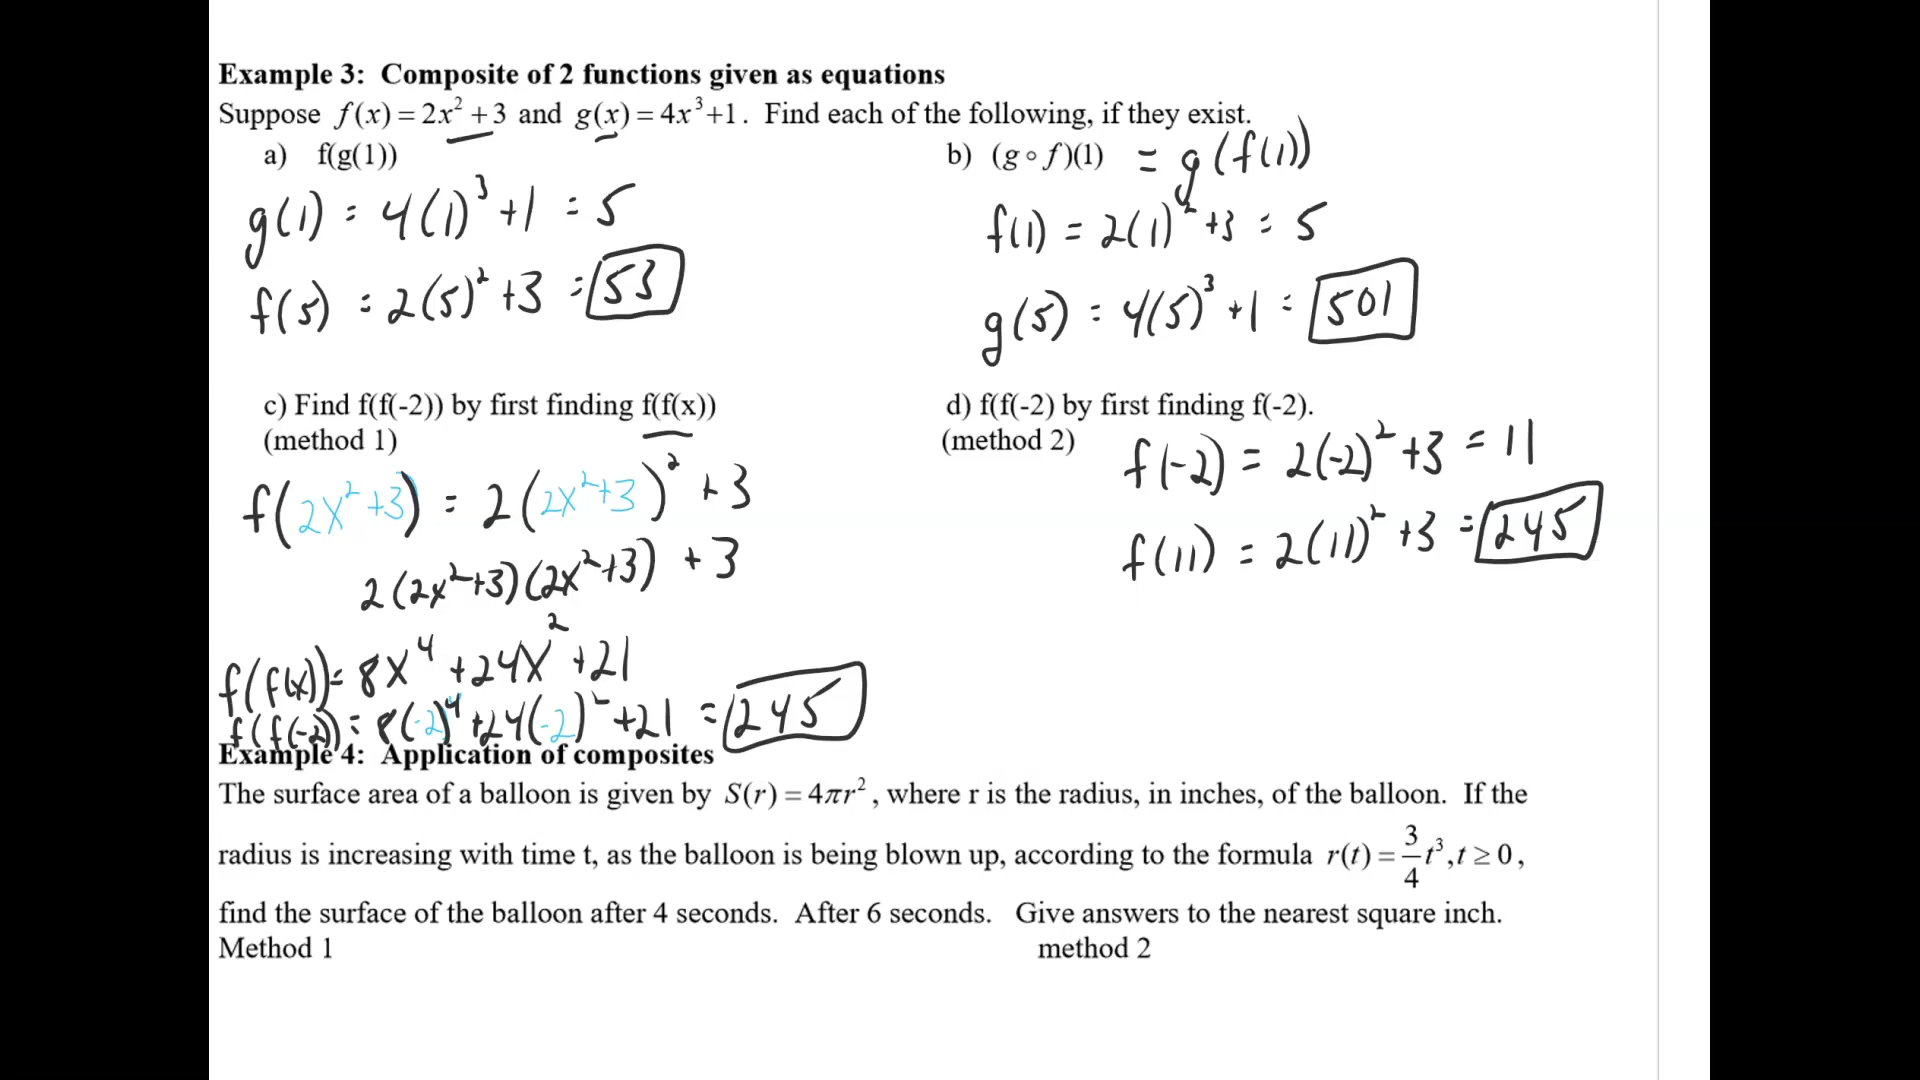 Example 3: Composite of 2 functions given as equations
Suppose f(x) = 2x² + 3 and g(x) = 4x³+1. Find each of the following, if they exist.
a) f(g(1))
g(1) = 4(1)³ + 1 = 5
f(5) = 2(5)² + 3 = 53
b) (g ∘ f)(1) = g(f(1))
f(1) = 2(1)² + 3 = 5
g(5) = 4(5)³ + 1 = 501
c) Find f(f(-2)) by first finding f(f(x))
(method 1)
f(2x²+3) = 2(2x²+3)² + 3
2(2x²+3)(2x²+3) + 3
f(f(x)) = 8x⁴ + 24x² + 21
f(f(-2)) = 8(-2)⁴ + 24(-2)² + 21 = 245
d) f(f(-2) by first finding f(-2).
(method 2) f(-2) = 2(-2)² + 3 = 11
f(11) = 2(11)² + 3 = 245
Example 4: Application of composites
The surface area of a balloon is given by S(r) = 4πr², where r is the radius, in inches, of the balloon. If the
radius is increasing with time t, as the balloon is being blown up, according to the formula r(t) = 3/4 t³, t ≥ 0,
find the surface of the balloon after 4 seconds. After 6 seconds. Give answers to the nearest square inch.
Method 1 method 2